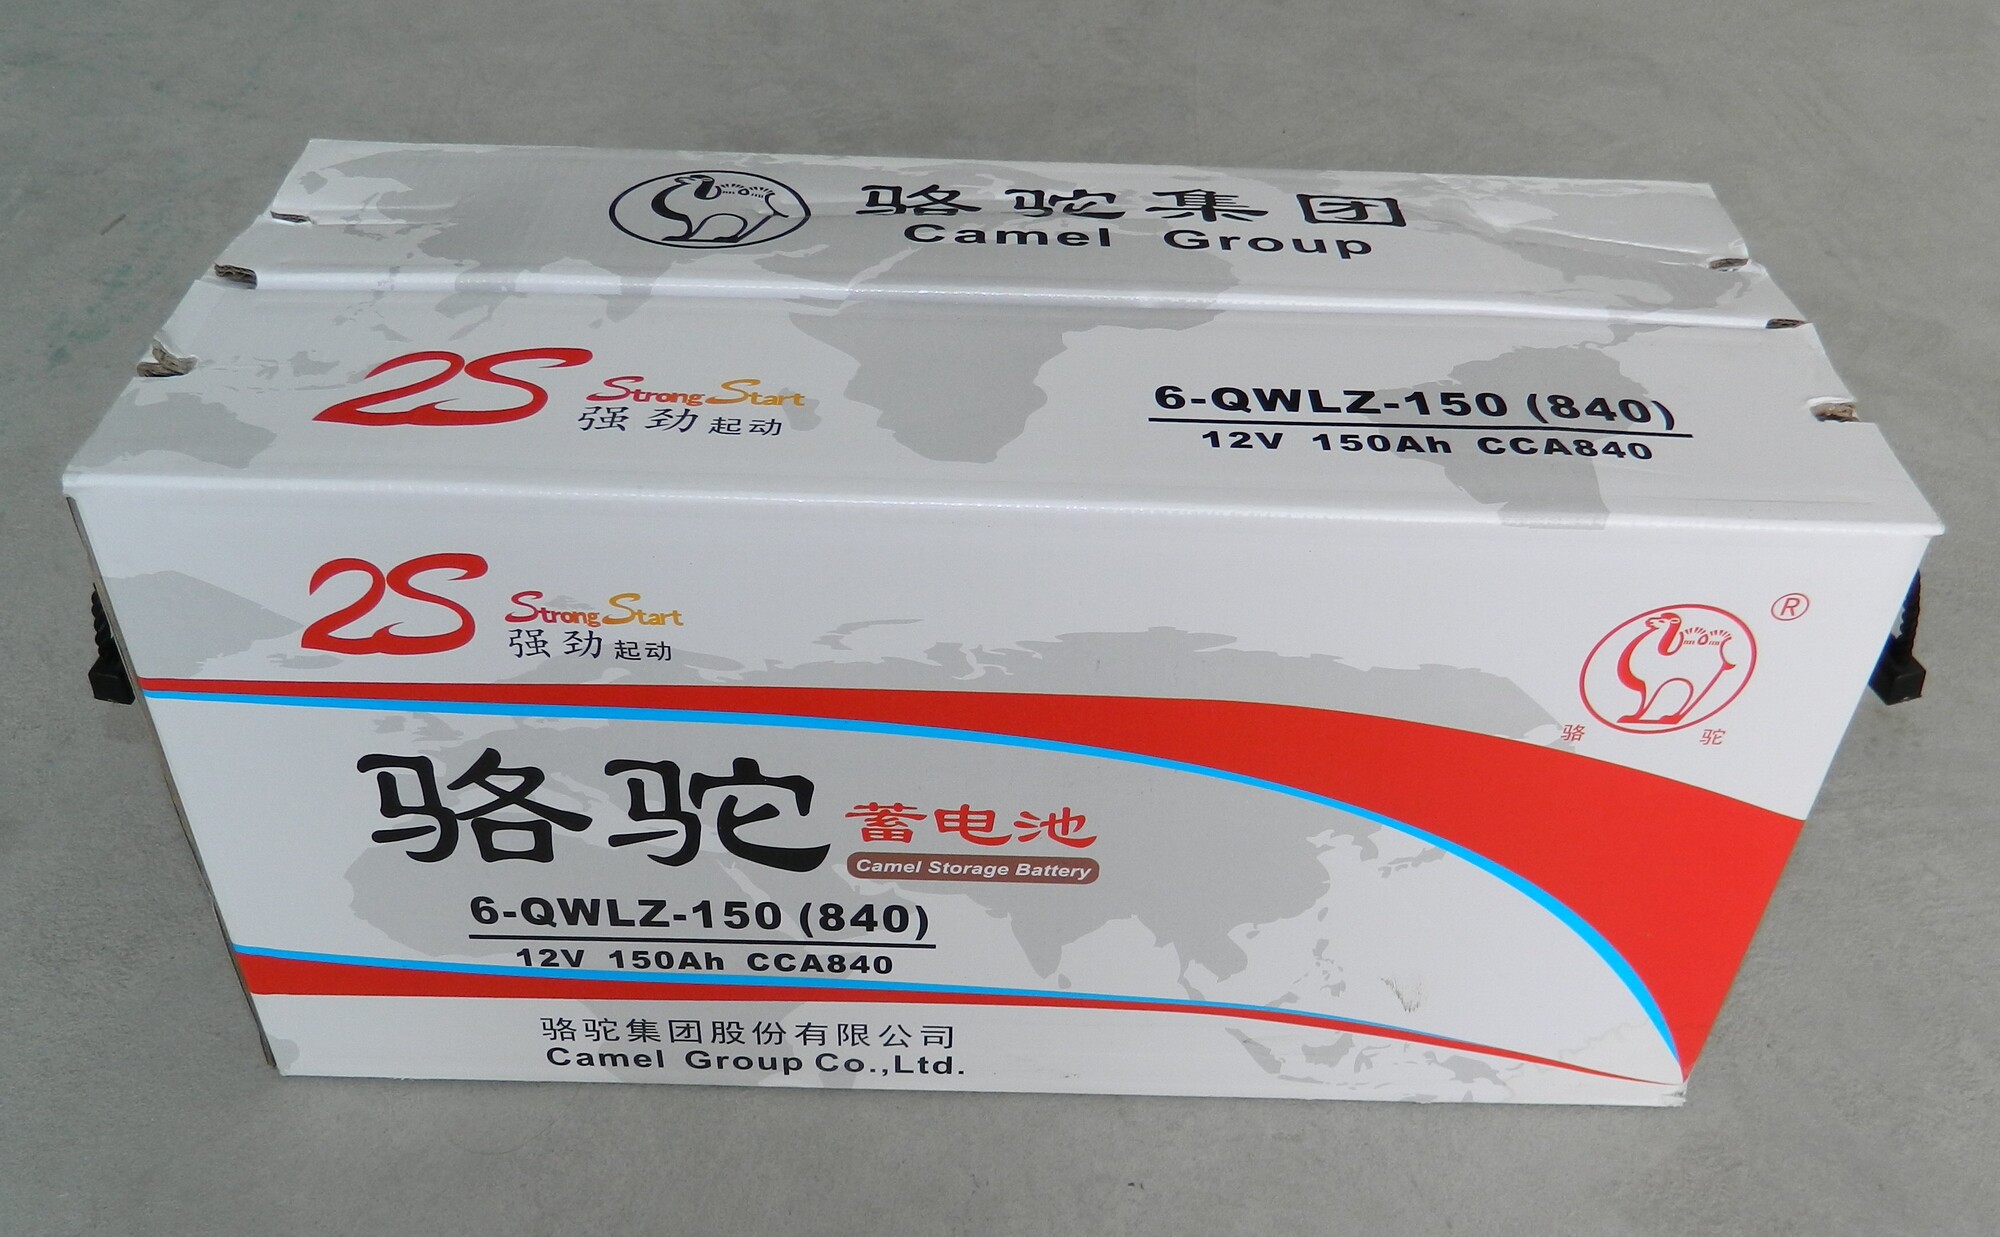 骆驼集团
Camel Group
2S Strong Start
强劲起动
6-QWLZ-150 (840)
12V 150Ah CCA840
2S Strong Start
强劲起动
®
骆 驼
骆驼 蓄电池
Camel Storage Battery
6-QWLZ-150 (840)
12V 150Ah CCA840
骆驼集团股份有限公司
Camel Group Co.,Ltd.